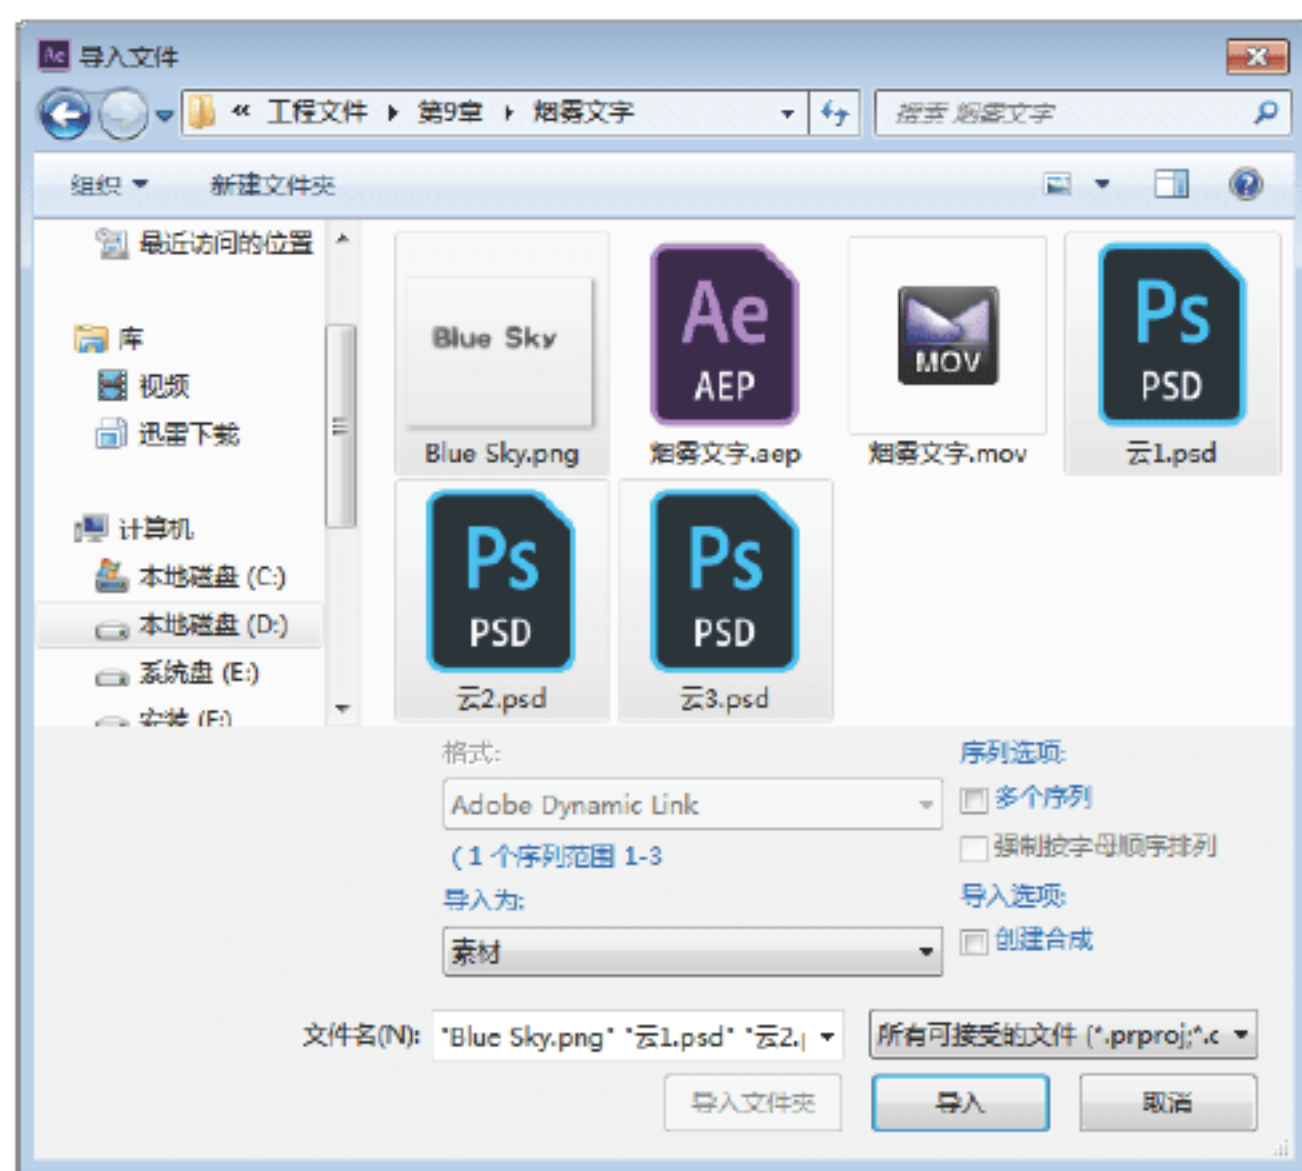 Ae 导入文件
« 工程文件 ▸ 第9章 ▸ 烟雾文字
搜索 烟雾文字
组织 新建文件夹
最近访问的位置
库
视频
迅雷下载
计算机
本地磁盘 (C:)
本地磁盘 (D:)
系统盘 (E:)
安装 (F:)
Blue Sky
Ae
AEP
MOV
Ps
PSD
Blue Sky.png 烟雾文字.aep 烟雾文字.mov 云1.psd
Ps
PSD
Ps
PSD
云2.psd 云3.psd
格式:
Adobe Dynamic Link
(1 个序列范围 1-3
导入为:
素材
序列选项:
多个序列
强制按字母顺序排列
导入选项:
创建合成
文件名(N): "Blue Sky.png" "云1.psd" "云2.p 所有可接受的文件 (*.prproj;*.c
导入文件夹 导入 取消